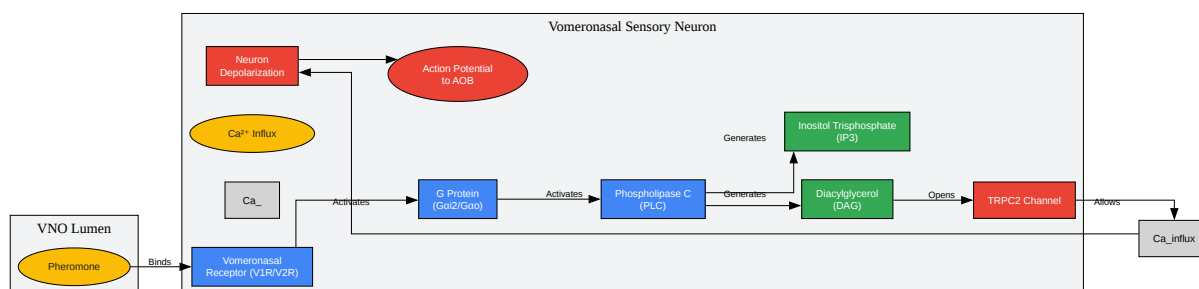 Vomeronasal Sensory Neuron
Neuron
Depolarization
Action Potential
to AOB
Ca²⁺ Influx
Inositol Trisphosphate
(IP3)
Generates
Ca_
Activates
G Protein
(Gαi2/Gαo)
Activates
Phospholipase C
(PLC)
Generates
Diacylglycerol
(DAG)
Opens
TRPC2 Channel
Allows
Ca_influx
VNO Lumen
Pheromone
Binds
Vomeronasal
Receptor (V1R/V2R)